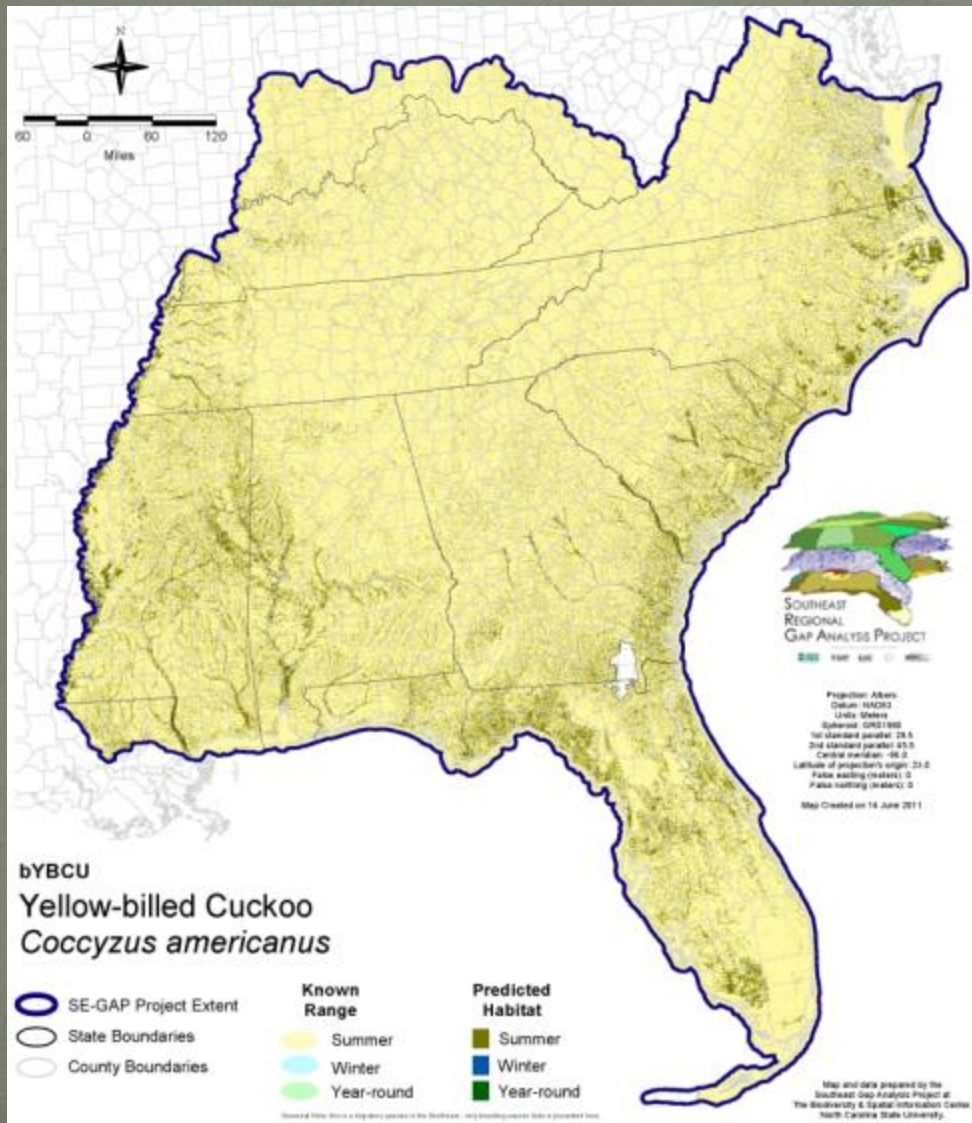 N
60 0 60 120
Miles
SOUTHEAST
REGIONAL
GAP ANALYSIS PROJECT
Projection: Albers
Datum: NAD83
Units: Meters
Spheroid: GRS1980
1st standard parallel: 29.5
2nd standard parallel: 45.5
Central meridian: -96.0
Latitude of projection's origin: 23.0
False easting (meters): 0
False northing (meters): 0
Map Created on 14 June 2011
bYBCU
Yellow-billed Cuckoo
Coccyzus americanus
SE-GAP Project Extent
State Boundaries
County Boundaries
Known
Range
Summer
Winter
Year-round
Predicted
Habitat
Summer
Winter
Year-round
Map and data prepared by the
Southeast Gap Analysis Project at
The Biodiversity & Spatial Information Center
North Carolina State University.